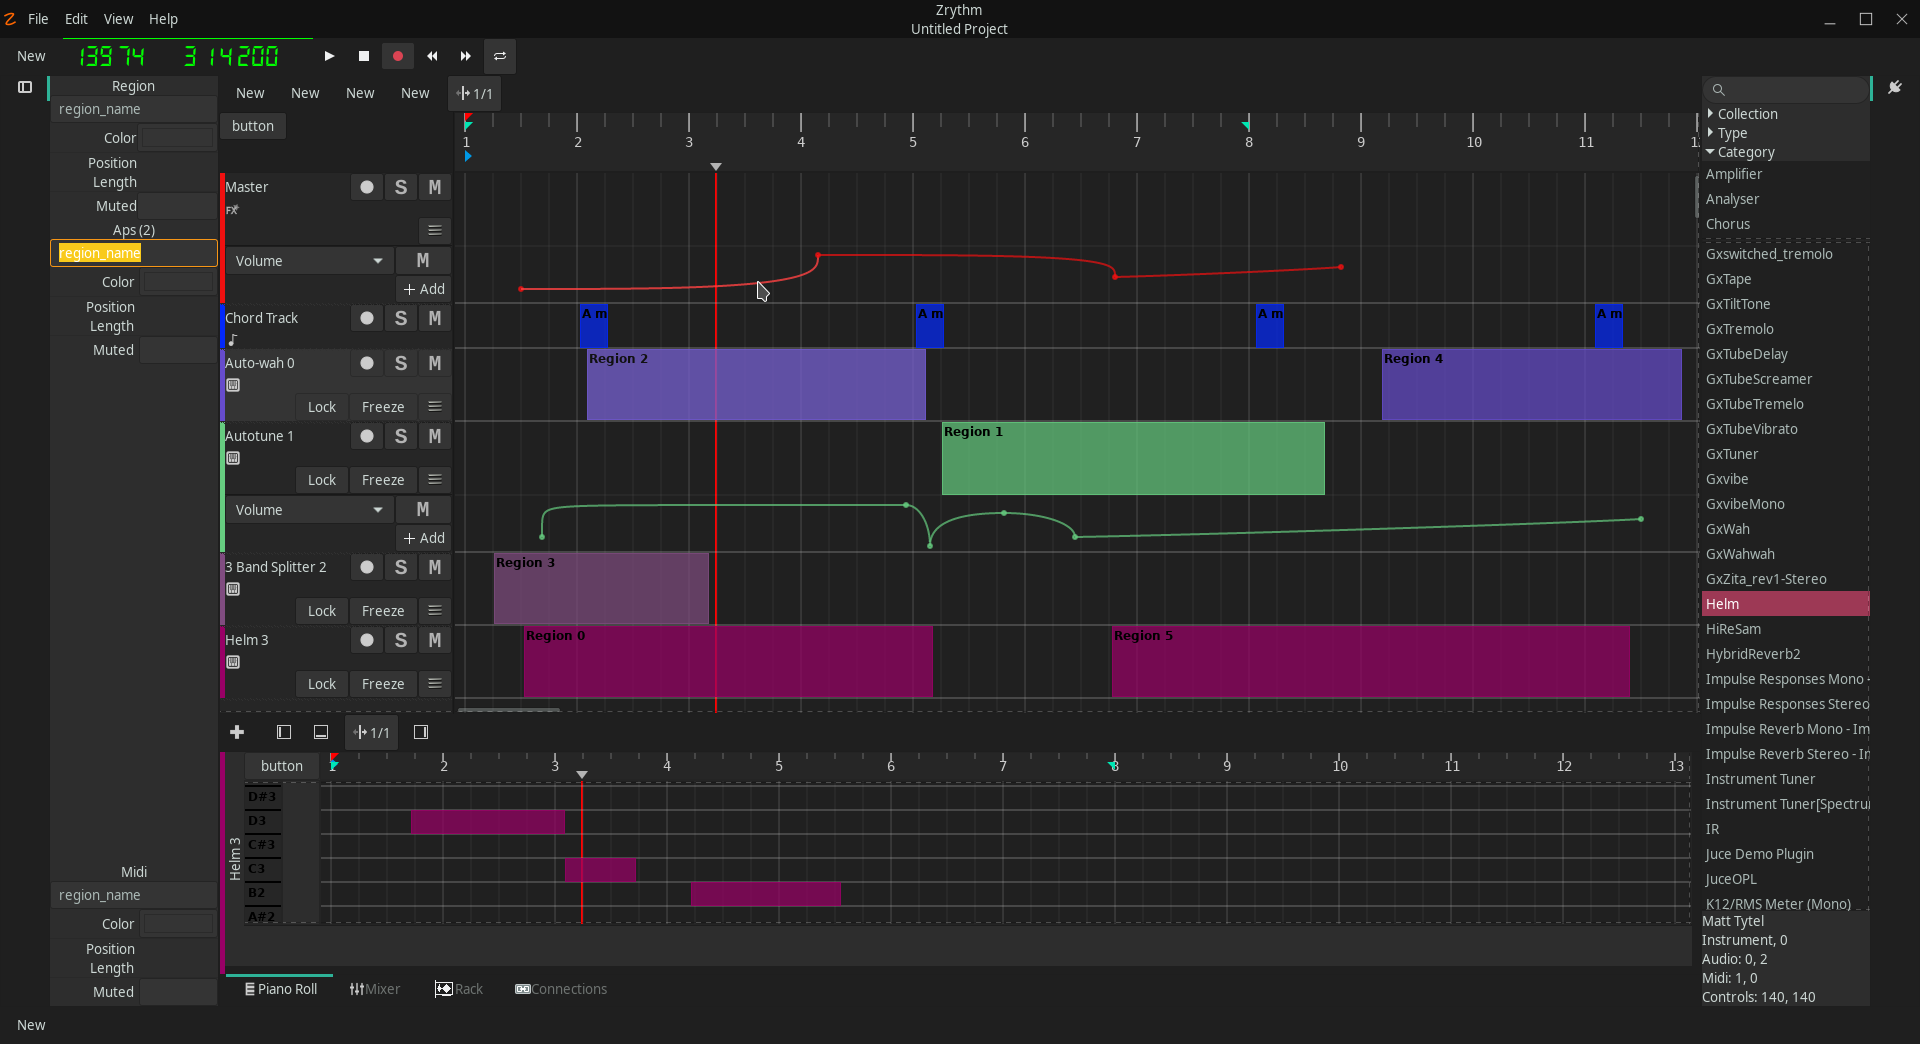 Zrythm
Untitled Project
File Edit View Help
New 13974 314200
Region
region_name
Color
Position
Length
Muted
Aps (2)
region_name
Color
Position
Length
Muted
Midi
region_name
Color
Position
Length
Muted
New
New New New New 1/1
button
1 2 3 4 5 6 7 8 9 10 11
Master S M
FX
Volume M
Add
Chord Track S M
A m A m A m A m
Auto-wah 0 S M
Lock Freeze
Region 2 Region 4
Autotune 1 S M
Lock Freeze
Region 1
Volume M
Add
3 Band Splitter 2 S M
Lock Freeze
Region 3
Helm 3 S M
Lock Freeze
Region 0 Region 5
1/1
button
1 2 3 4 5 6 7 8 9 10 11 12 13
Helm 3
D#3
D3
C#3
C3
B2
A#2
Piano Roll Mixer Rack Connections
Collection
Type
Category
Amplifier
Analyser
Chorus
Gxswitched_tremolo
GxTape
GxTiltTone
GxTremolo
GxTubeDelay
GxTubeScreamer
GxTubeTremelo
GxTubeVibrato
GxTuner
Gxvibe
GxvibeMono
GxWah
GxWahwah
GxZita_rev1-Stereo
Helm
HiReSam
HybridReverb2
Impulse Responses Mono -
Impulse Responses Stereo
Impulse Reverb Mono - Im
Impulse Reverb Stereo - Im
Instrument Tuner
Instrument Tuner[Spectru
IR
Juce Demo Plugin
JuceOPL
K12/RMS Meter (Mono)
Matt Tytel
Instrument, 0
Audio: 0, 2
Midi: 1, 0
Controls: 140, 140